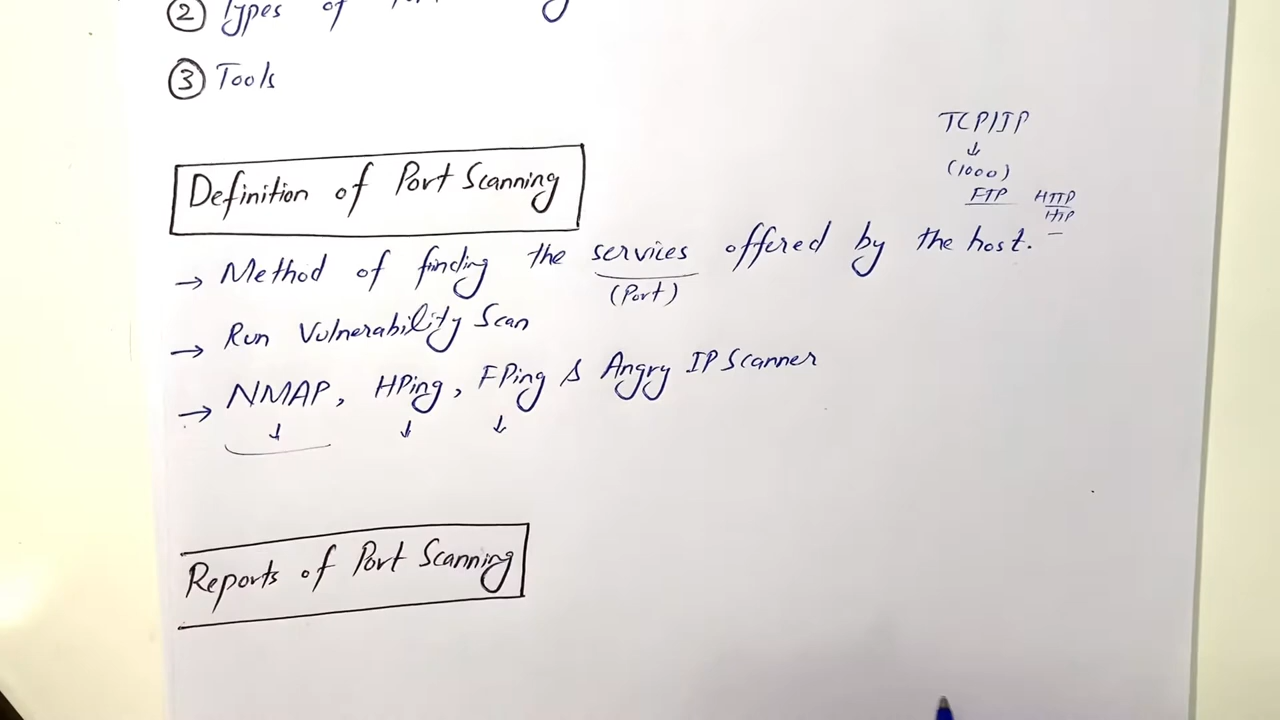 ② Types of
③ Tools
TCP/IP
↓
(1000)
FTP HTTP
HTP
Definition of Port Scanning
→ Method of finding the services offered by the host.
(Port)
→ Run Vulnerability Scan
→ NMAP, HPing, FPing & Angry IP Scanner
↓ ↓ ↓
Reports of Port Scanning